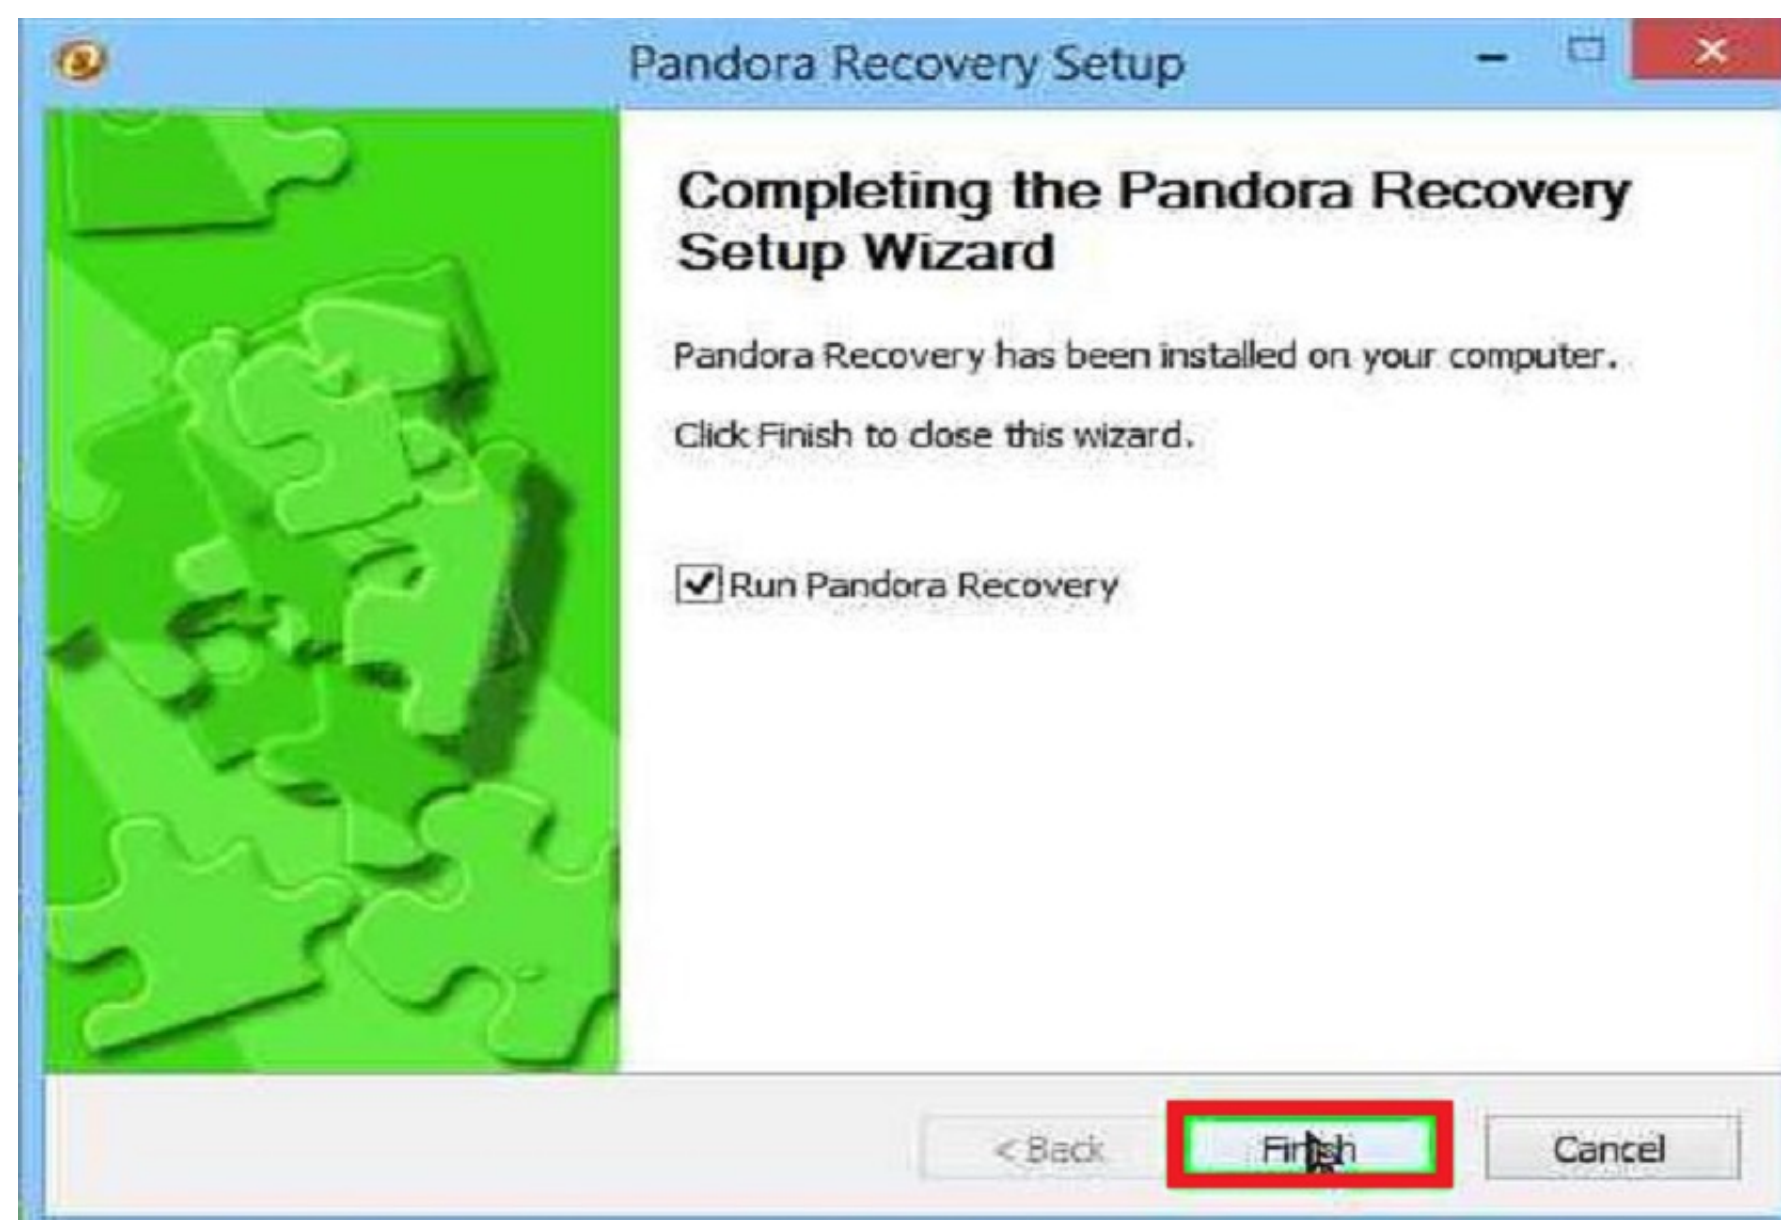 Pandora Recovery Setup
Completing the Pandora Recovery
Setup Wizard
Pandora Recovery has been installed on your computer.
Click Finish to close this wizard.
Run Pandora Recovery
< Back
Finish
Cancel